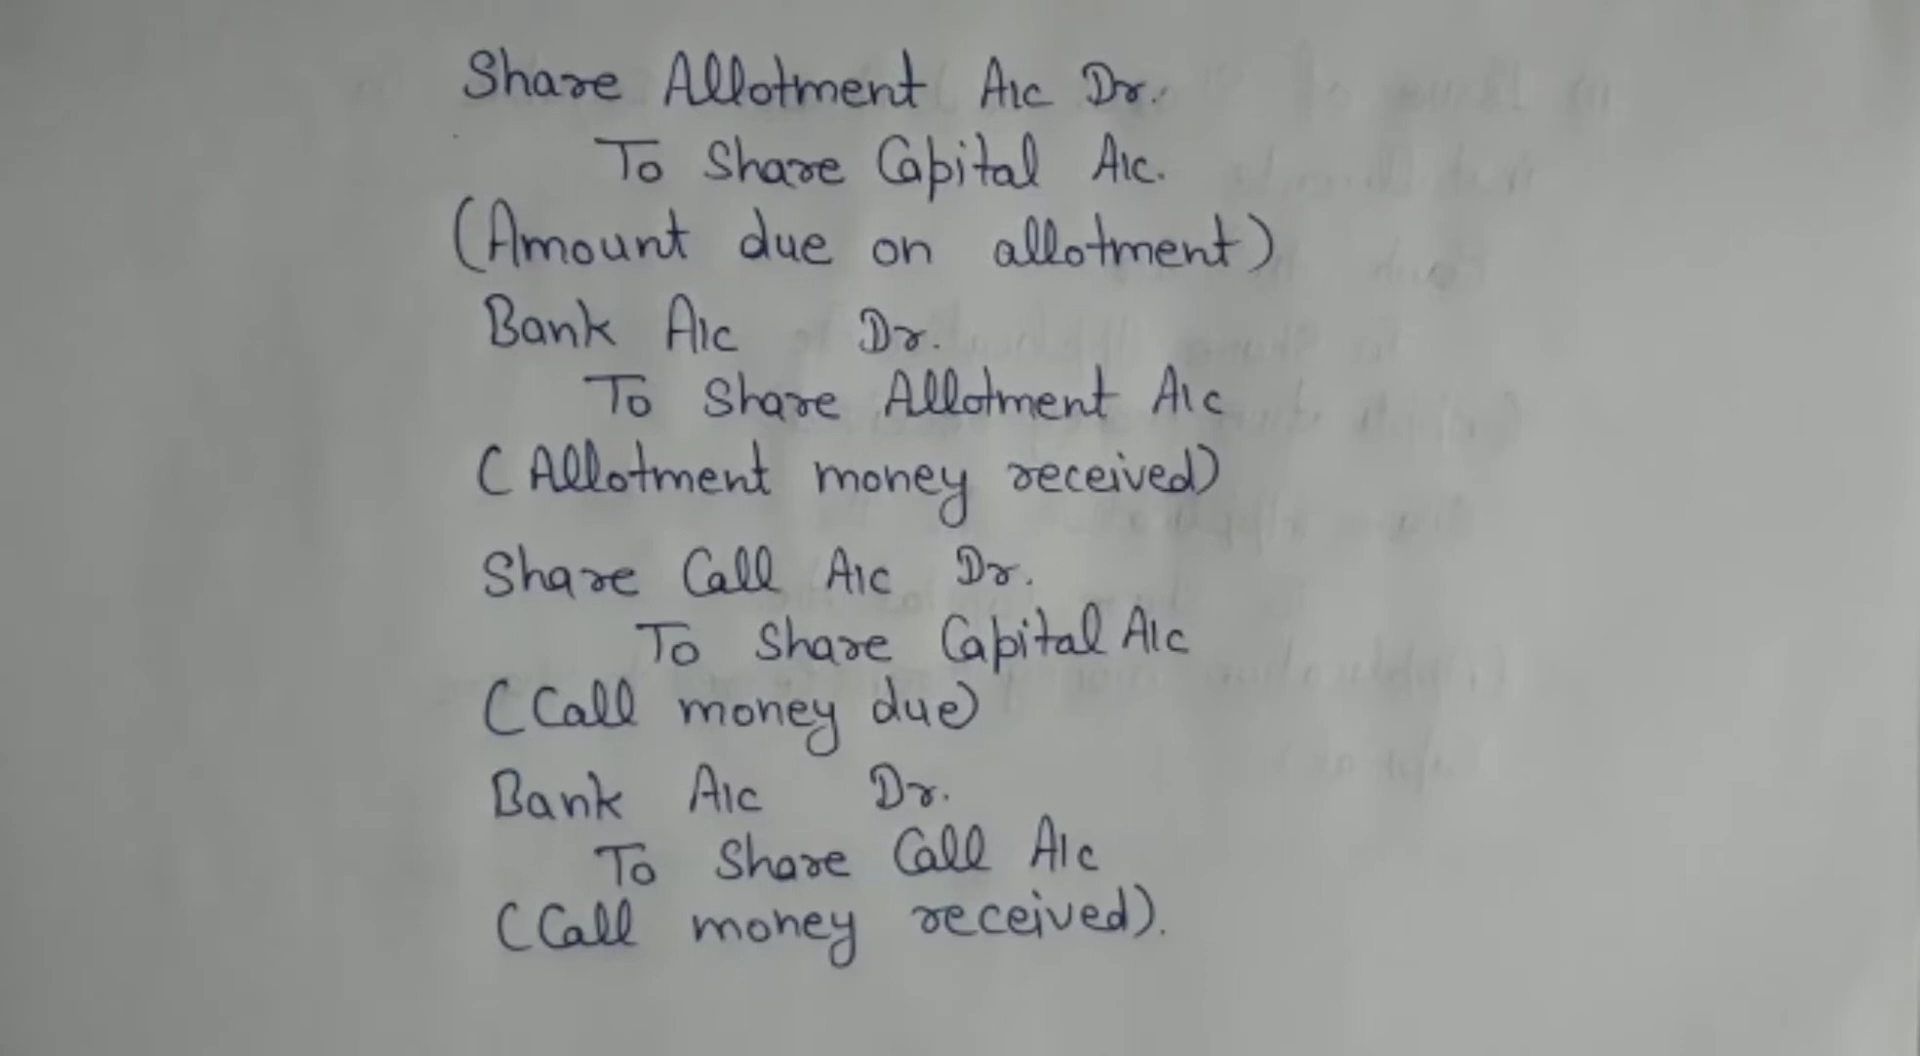 Share Allotment A/c Dr.
To Share Capital A/c.
(Amount due on allotment)
Bank A/c Dr.
To Share Allotment A/c
(Allotment money received)
Share Call A/c Dr.
To Share Capital A/c
(Call money due)
Bank A/c Dr.
To Share Call A/c
(Call money received).